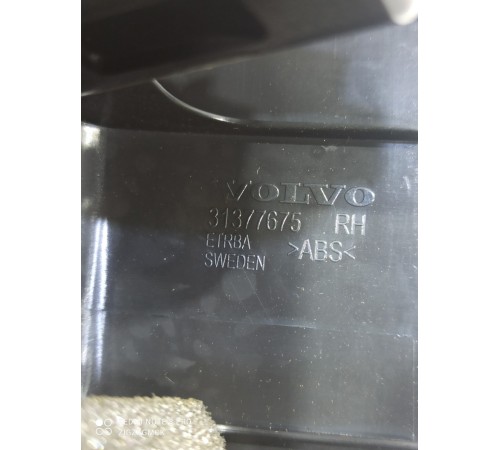 VOLVO
31377675 RH
ETRBA >ABS<
SWEDEN